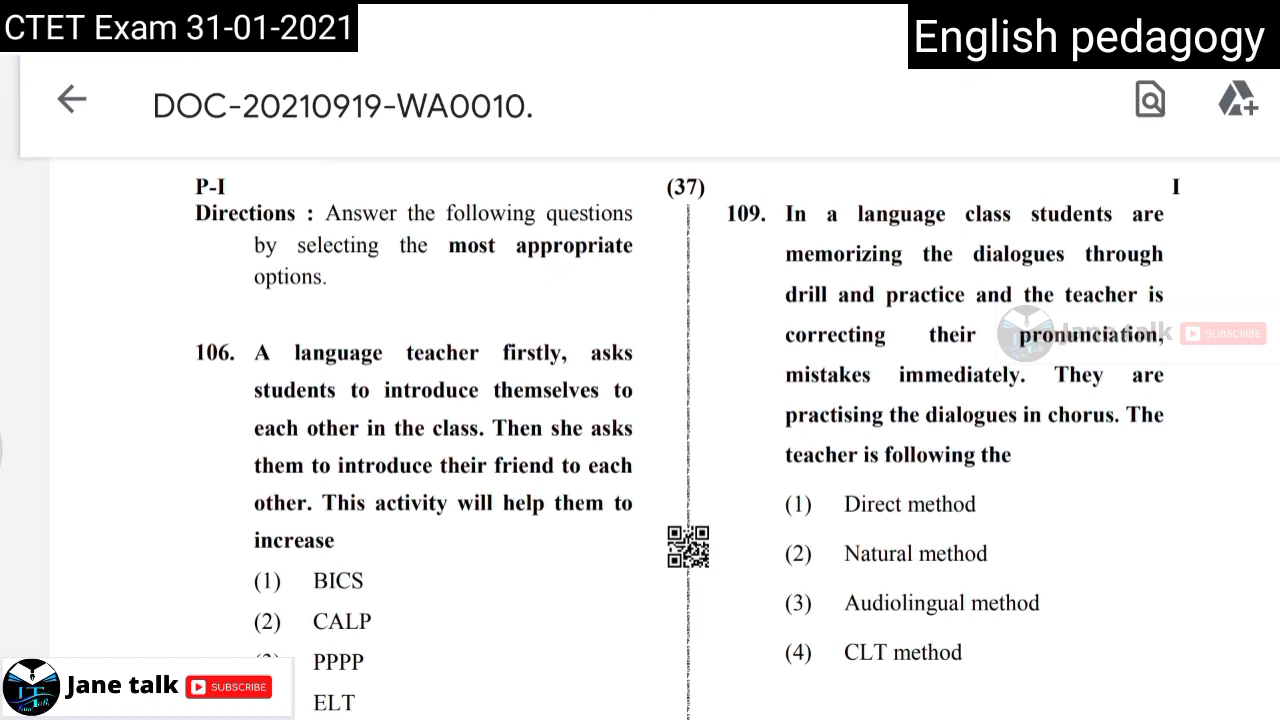 CTET Exam 31-01-2021
English pedagogy
DOC-20210919-WA0010.
P-I
(37)
I
Directions : Answer the following questions
by selecting the most appropriate
options.
106. A language teacher firstly, asks
students to introduce themselves to
each other in the class. Then she asks
them to introduce their friend to each
other. This activity will help them to
increase
(1) BICS
(2) CALP
PPPP
ELT
109. In a language class students are
memorizing the dialogues through
drill and practice and the teacher is
correcting their pronunciation,
mistakes immediately. They are
practising the dialogues in chorus. The
teacher is following the
(1) Direct method
(2) Natural method
(3) Audiolingual method
(4) CLT method
Jane talk SUBSCRIBE
Jane talk SUBSCRIBE